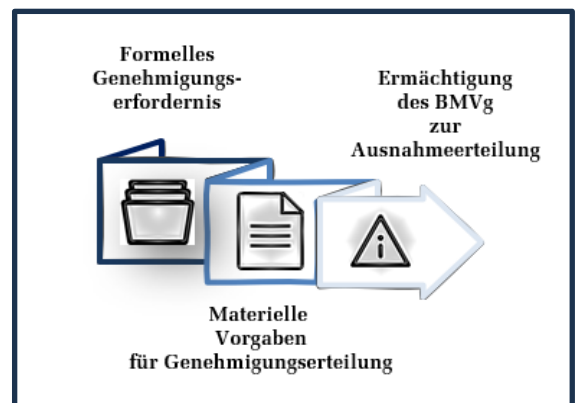 Formelles
Genehmigungs-
erfordernis
Ermächtigung
des BMVg
zur
Ausnahmeerteilung
Materielle
Vorgaben
für Genehmigungserteilung